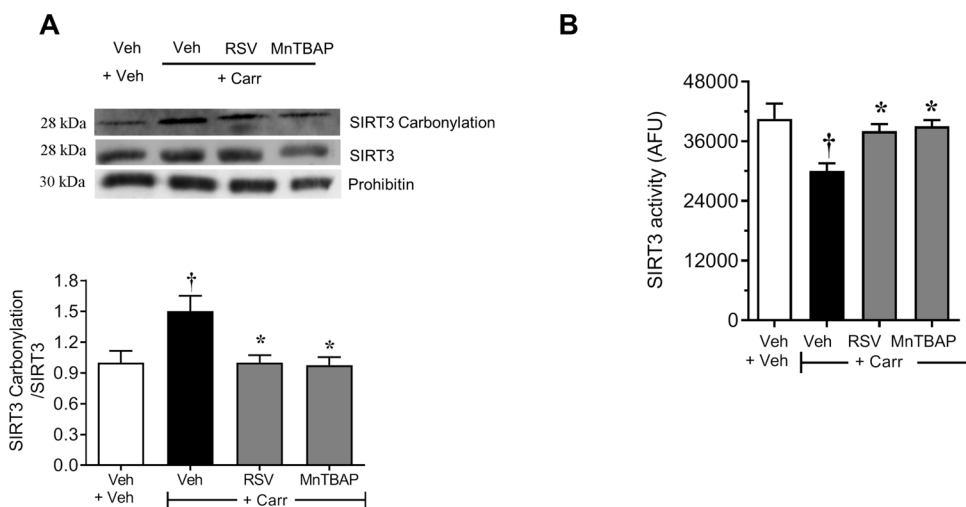 A
Veh Veh RSV MnTBAP
+ Veh + Carr
28 kDa SIRT3 Carbonylation
28 kDa SIRT3
30 kDa Prohibitin
SIRT3 Carbonylation
/SIRT3
1.8
1.5
1.2
0.9
0.6
0.3
0.0
†
*
*
Veh Veh RSV MnTBAP
+ Veh + Carr
B
SIRT3 activity (AFU)
48000
36000
24000
12000
0
†
*
*
Veh Veh RSV MnTBAP
+ Veh + Carr